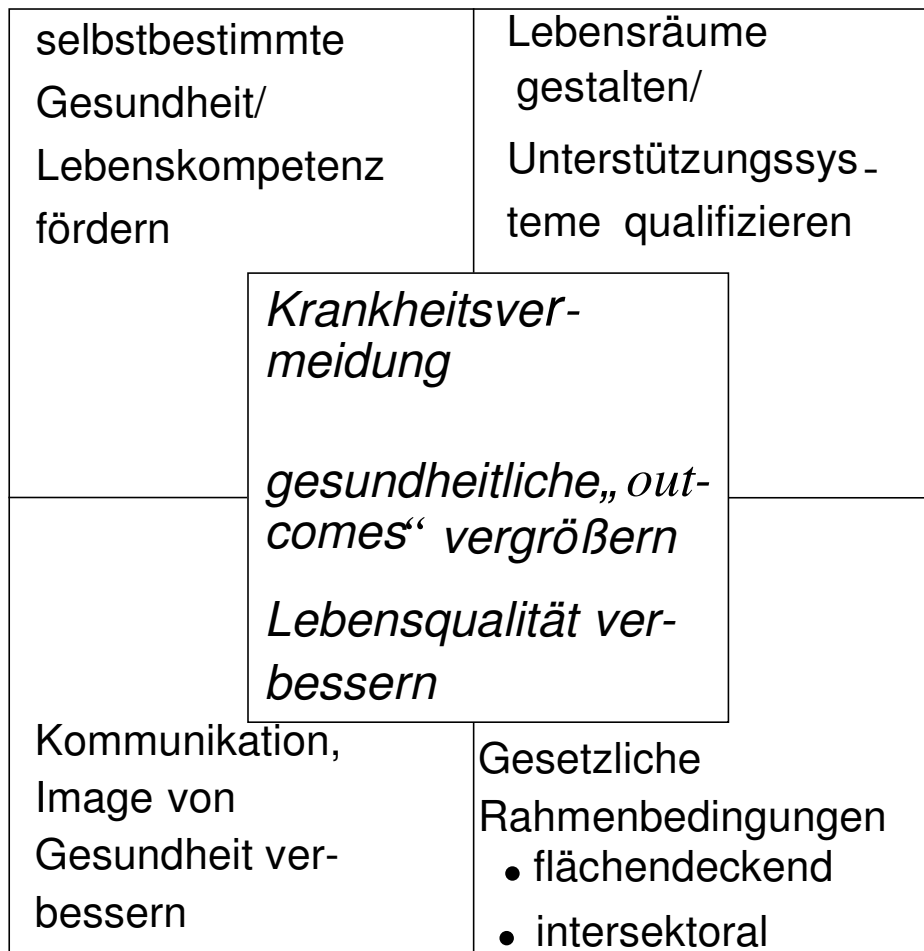 selbstbestimmte
Gesundheit/
Lebenskompetenz
fördern
Lebensräume
gestalten/
Unterstützungssys-
teme qualifizieren
Krankheitsver-
meidung
gesundheitliche „out-
comes“ vergrößern
Lebensqualität ver-
bessern
Kommunikation,
Image von
Gesundheit ver-
bessern
Gesetzliche
Rahmenbedingungen
• flächendeckend
• intersektoral